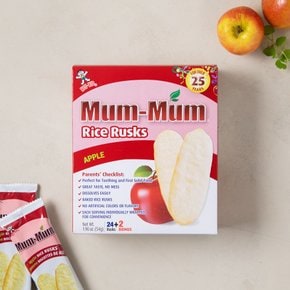 25
YEARS
Mum-Mum
Rice Rusks
APPLE
Parents' Checklist:
Perfect for Teething and First Solid Food
GREAT TASTE, NO MESS
DISSOLVES EASILY
BAKED RICE RUSKS
NO ARTIFICIAL COLORS OR FLAVORS
EACH SERVING INDIVIDUALLY WRAPPED
FOR CONVENIENCE
24+2
Mum-Mum